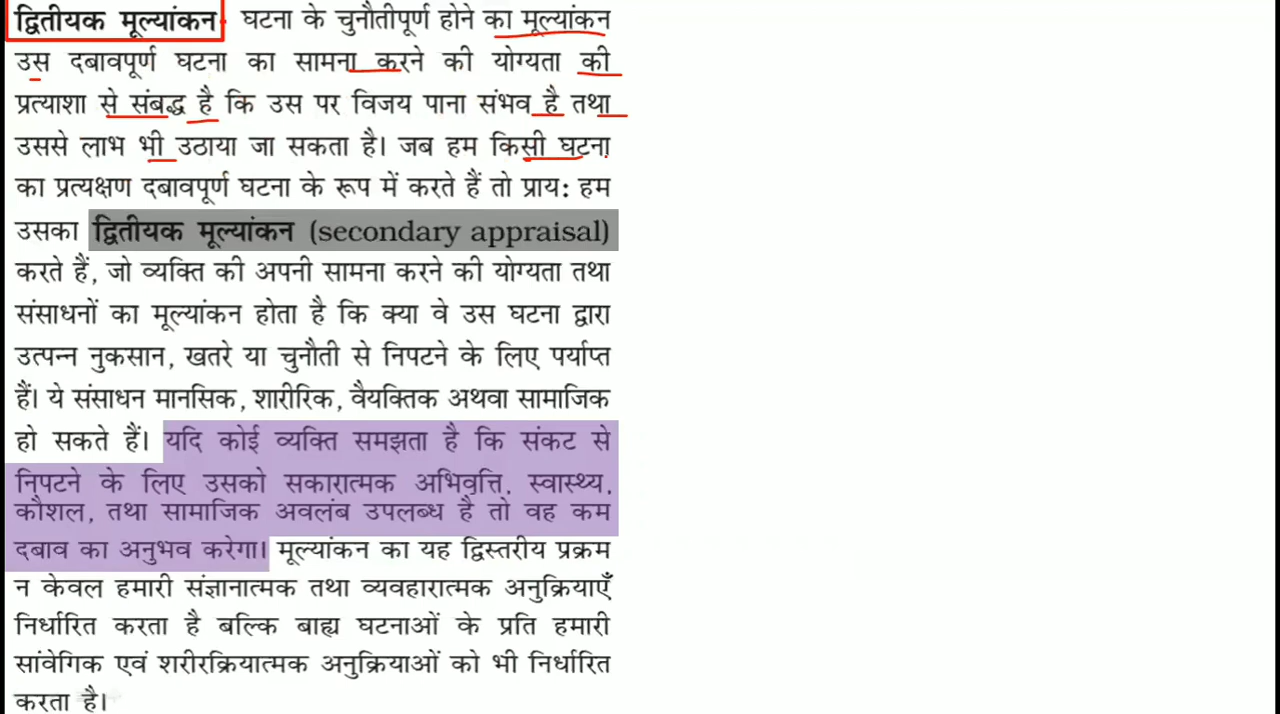 द्वितीयक मूल्यांकन घटना के चुनौतीपूर्ण होने का मूल्यांकन
उस दबावपूर्ण घटना का सामना करने की योग्यता की
प्रत्याशा से संबद्ध है कि उस पर विजय पाना संभव है तथा
उससे लाभ भी उठाया जा सकता है। जब हम किसी घटना
का प्रत्यक्षण दबावपूर्ण घटना के रूप में करते हैं तो प्राय: हम
उसका द्वितीयक मूल्यांकन (secondary appraisal)
करते हैं, जो व्यक्ति की अपनी सामना करने की योग्यता तथा
संसाधनों का मूल्यांकन होता है कि क्या वे उस घटना द्वारा
उत्पन्न नुकसान, खतरे या चुनौती से निपटने के लिए पर्याप्त
हैं। ये संसाधन मानसिक, शारीरिक, वैयक्तिक अथवा सामाजिक
हो सकते हैं। यदि कोई व्यक्ति समझता है कि संकट से
निपटने के लिए उसको सकारात्मक अभिवृत्ति, स्वास्थ्य,
कौशल, तथा सामाजिक अवलंब उपलब्ध है तो वह कम
दबाव का अनुभव करेगा। मूल्यांकन का यह द्विस्तरीय प्रक्रम
न केवल हमारी संज्ञानात्मक तथा व्यवहारात्मक अनुक्रियाएँ
निर्धारित करता है बल्कि बाह्य घटनाओं के प्रति हमारी
सांवेगिक एवं शरीरक्रियात्मक अनुक्रियाओं को भी निर्धारित
करता है।